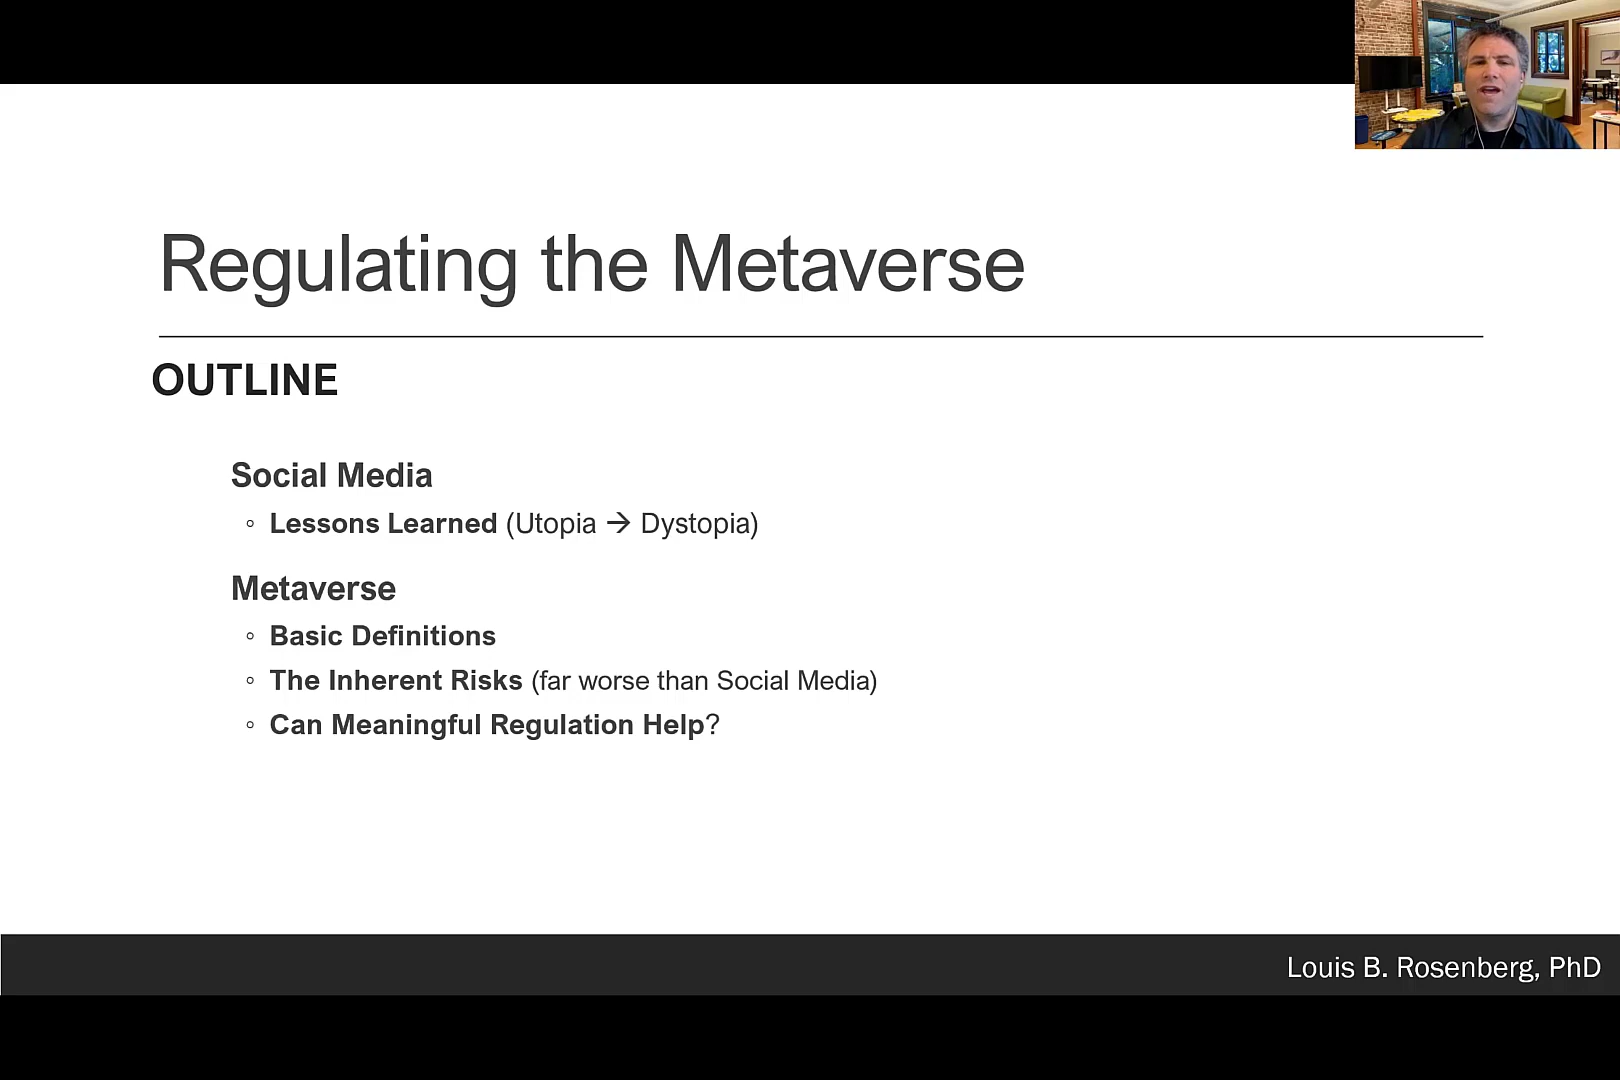 Regulating the Metaverse
OUTLINE
Social Media
◦ Lessons Learned (Utopia → Dystopia)
Metaverse
◦ Basic Definitions
◦ The Inherent Risks (far worse than Social Media)
◦ Can Meaningful Regulation Help?
Louis B. Rosenberg, PhD